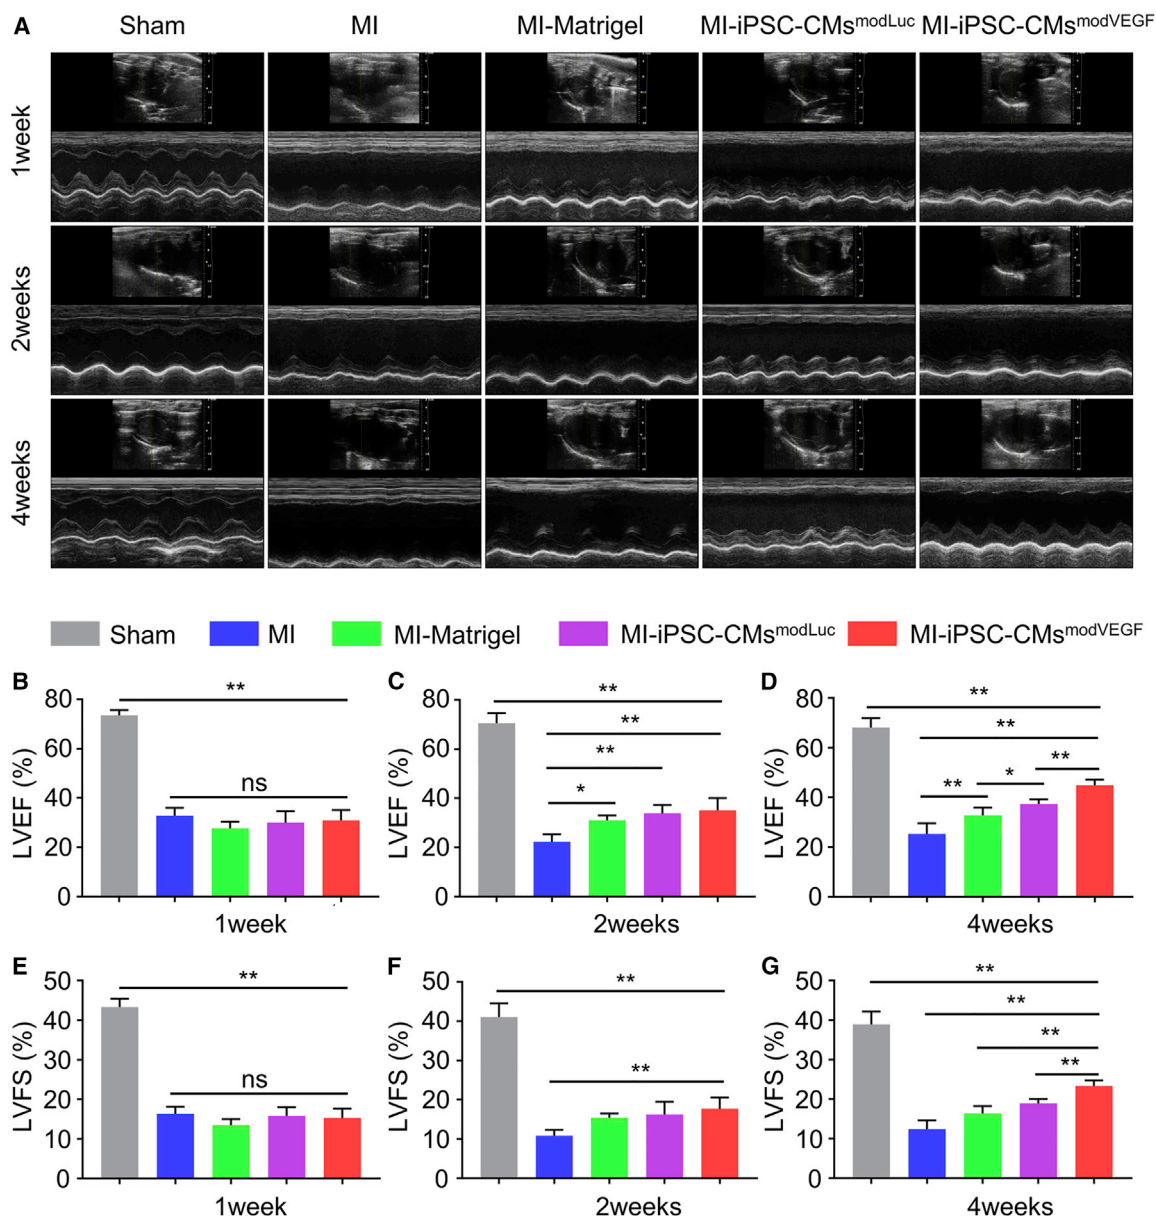 A
Sham
MI
MI-Matrigel
MI-iPSC-CMsmodLuc
MI-iPSC-CMsmodVEGF
1week
2weeks
4weeks
Sham
MI
MI-Matrigel
MI-iPSC-CMsmodLuc
MI-iPSC-CMsmodVEGF
B
LVEF (%)
80
60
40
20
0
**
ns
1week
C
LVEF (%)
80
60
40
20
0
**
**
**
*
2weeks
D
LVEF (%)
80
60
40
20
0
**
**
**
*
**
4weeks
E
LVFS (%)
50
40
30
20
10
0
**
ns
1week
F
LVFS (%)
50
40
30
20
10
0
**
**
2weeks
G
LVFS (%)
50
40
30
20
10
0
**
**
**
**
4weeks